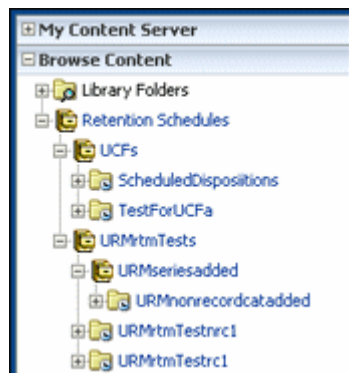 My Content Server
Browse Content
Library Folders
Retention Schedules
UCFs
ScheduledDispositions
TestForUCFa
URMrtmTests
URMseriesadded
URMnonrecordcatadded
URMrtmTestnrc1
URMrtmTestrc1